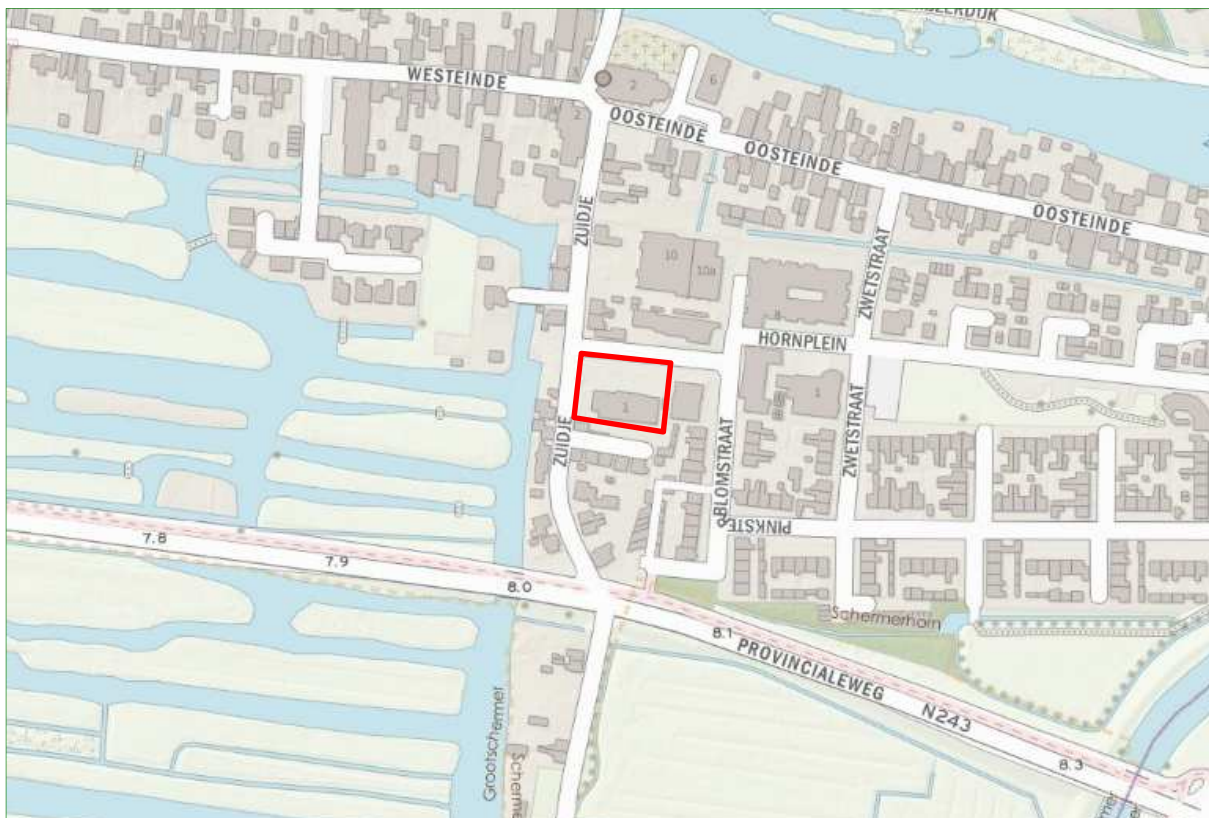 WESTEINDE
2
6
2
OOSTEINDE
OOSTEINDE
OOSTEINDE
ZUIDJE
10
10a
ZWETSTRAAT
HORNPLEIN
1
1
ZUIDJE
P.BLOMSTRAAT
ZWETSTRAAT
PINKSTE
7.8
7.9
8.0
8.1
Schermerhorn
PROVINCIALEWEG
N243
8.3
Grootschermer